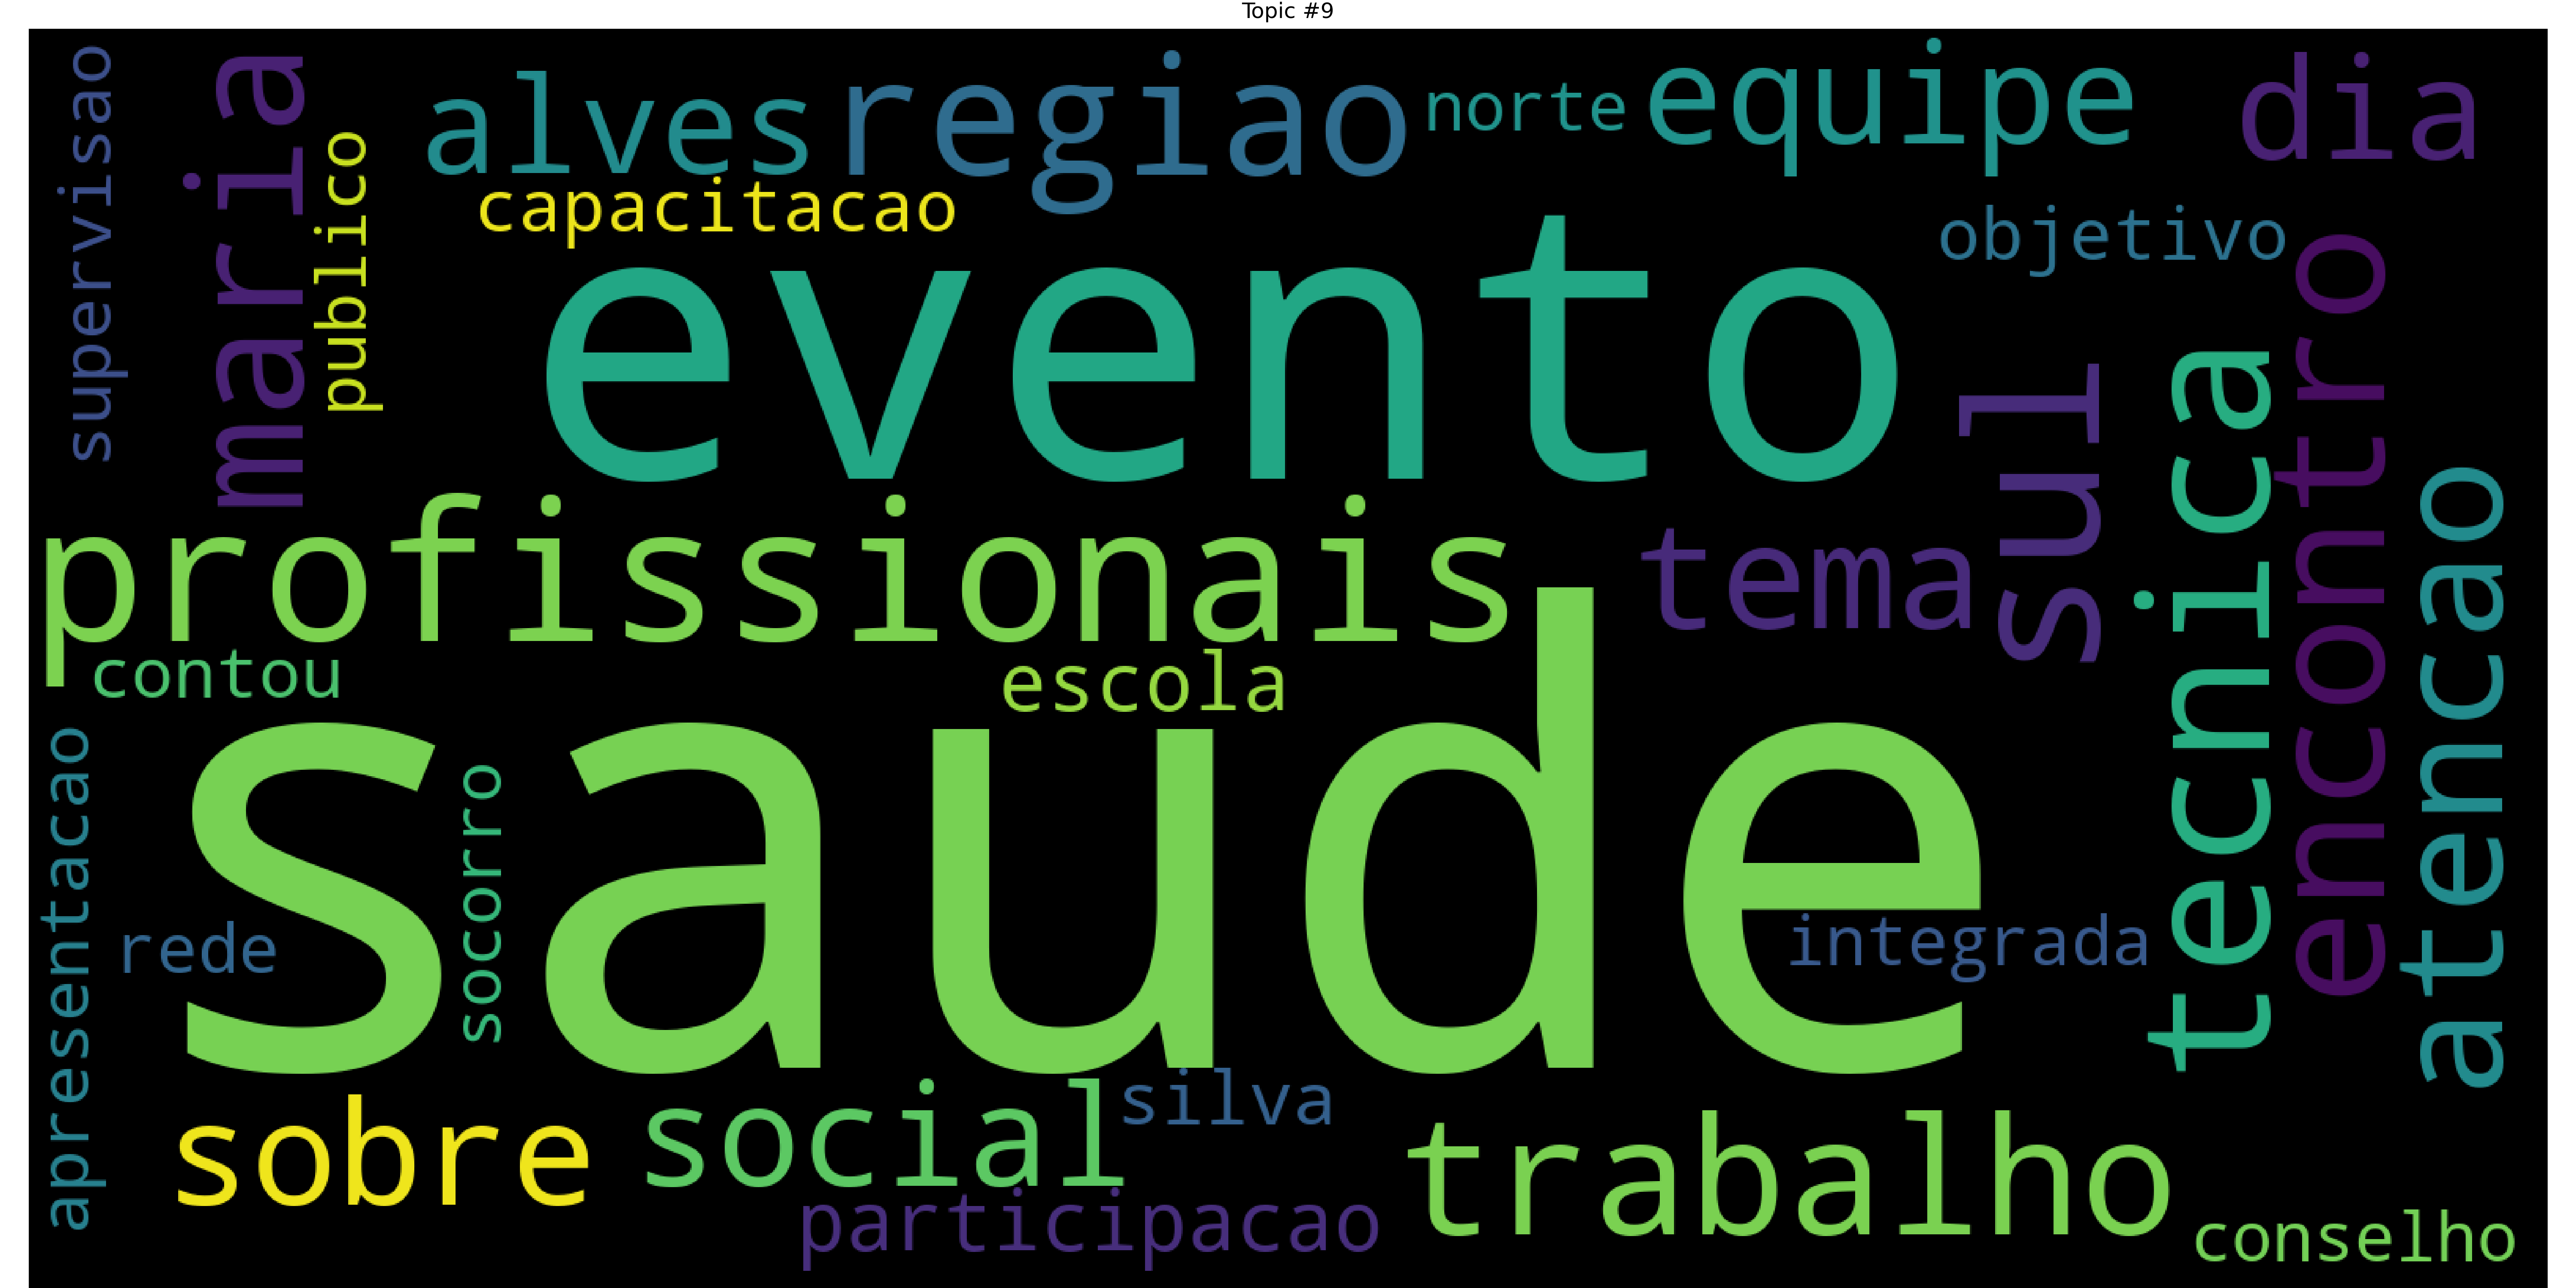 Topic #9
supervisao
maria
publico
alves
regiao
norte
equipe
dia
capacitacao
objetivo
evento
sul
tecnica
encontro
atencao
profissionais
tema
contou
escola
saude
socorro
apresentacao
rede
integrada
silva
sobre
social
trabalho
participacao
conselho